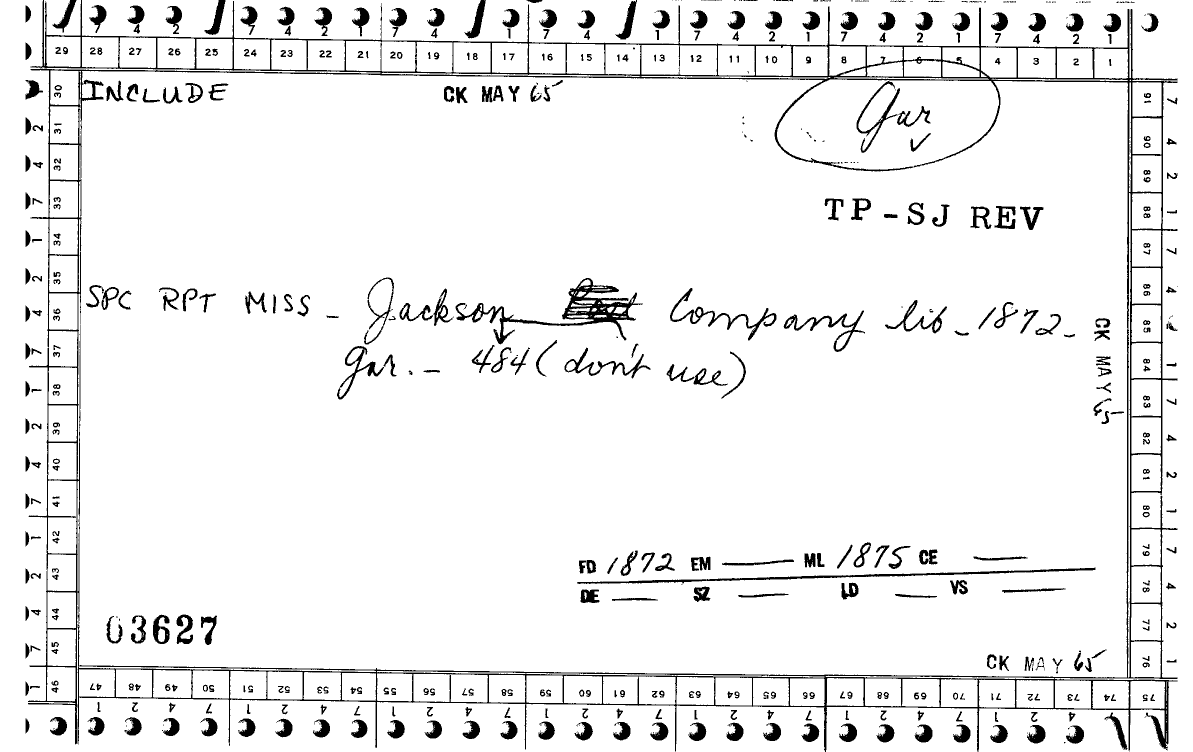 7 4 2 7 4 2 1 7 4 1 7 4 1 7 4 2 1 7 4 2 1 7 4 2 1
29 28 27 26 25 24 23 22 21 20 19 18 17 16 15 14 13 12 11 10 9 8 7 6 5 4 3 2 1
INCLUDE CK MAY 65 Gar
TP-SJ REV
SPC RPT MISS - Jackson Company lib - 1872 -
Gar. - 484 (don't use)
CK MAY 65
FD 1872 EM — ML 1875 CE —
DE — SZ — LD — VS —
03627
CK MAY 65
30 31 32 33 34 35 36 37 38 39 40 41 42 43 44 45 46
2 4 7 1 2 4 7 1 2 4 7 1 2 4 7 1
91 90 89 88 87 86 85 84 83 82 81 80 79 78 77 76 75
7 4 2 1 7 4 2 1 7 4 2 1 7 4 2 1
47 48 49 50 51 52 53 54 55 56 57 58 59 60 61 62 63 64 65 66 67 68 69 70 71 72 73 74
1 2 4 7 1 2 4 7 1 2 4 7 1 2 4 7 1 2 4 7 1 2 4 7 1 2 4